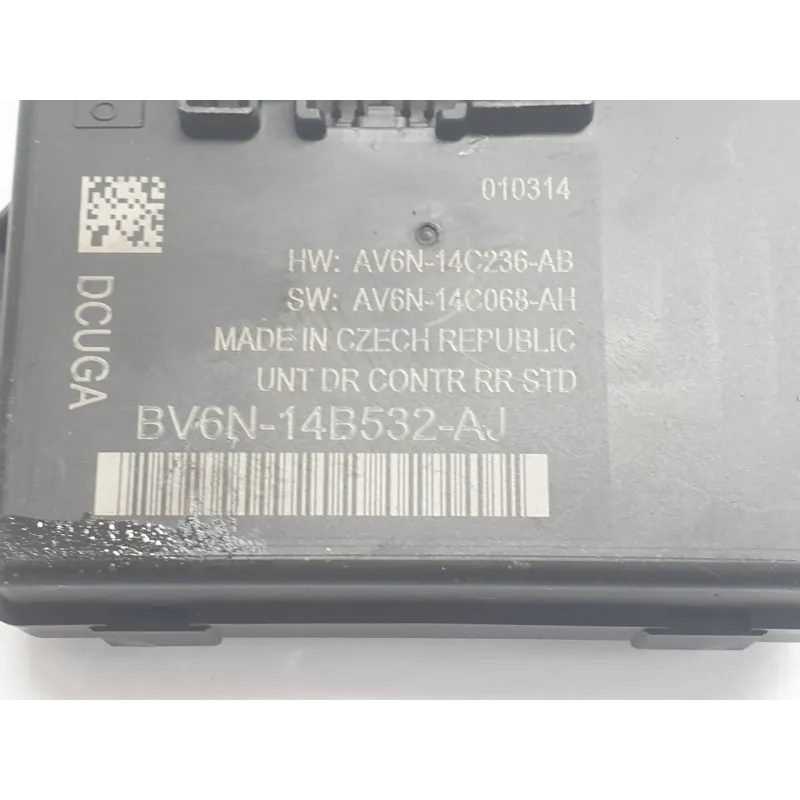 010314
HW: AV6N-14C236-AB
SW: AV6N-14C068-AH
MADE IN CZECH REPUBLIC
UNT DR CONTR RR STD
DCUGA
BV6N-14B532-AJ